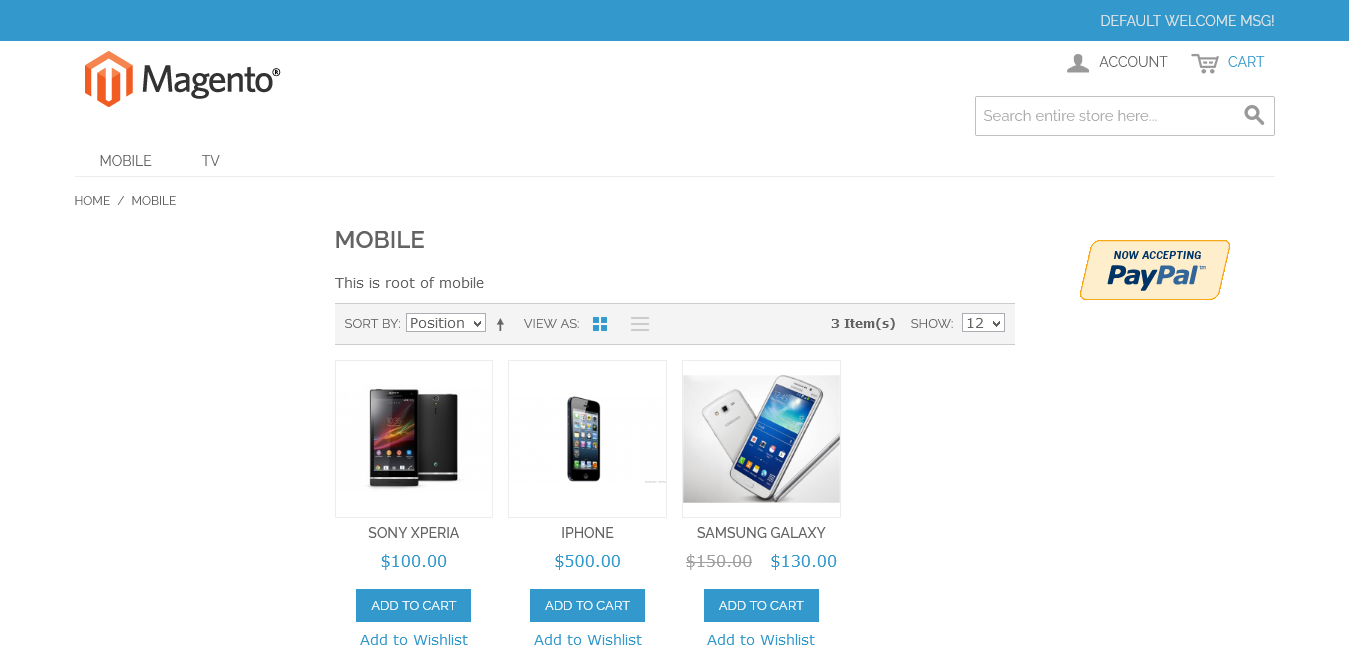 DEFAULT WELCOME MSG!
Magento®
ACCOUNT CART
Search entire store here...
MOBILE TV
HOME / MOBILE
MOBILE
NOW ACCEPTING
PayPal™
This is root of mobile
SORT BY: Position VIEW AS: 3 Item(s) SHOW: 12
SONY XPERIA IPHONE SAMSUNG GALAXY
$100.00 $500.00 $150.00 $130.00
ADD TO CART ADD TO CART ADD TO CART
Add to Wishlist Add to Wishlist Add to Wishlist